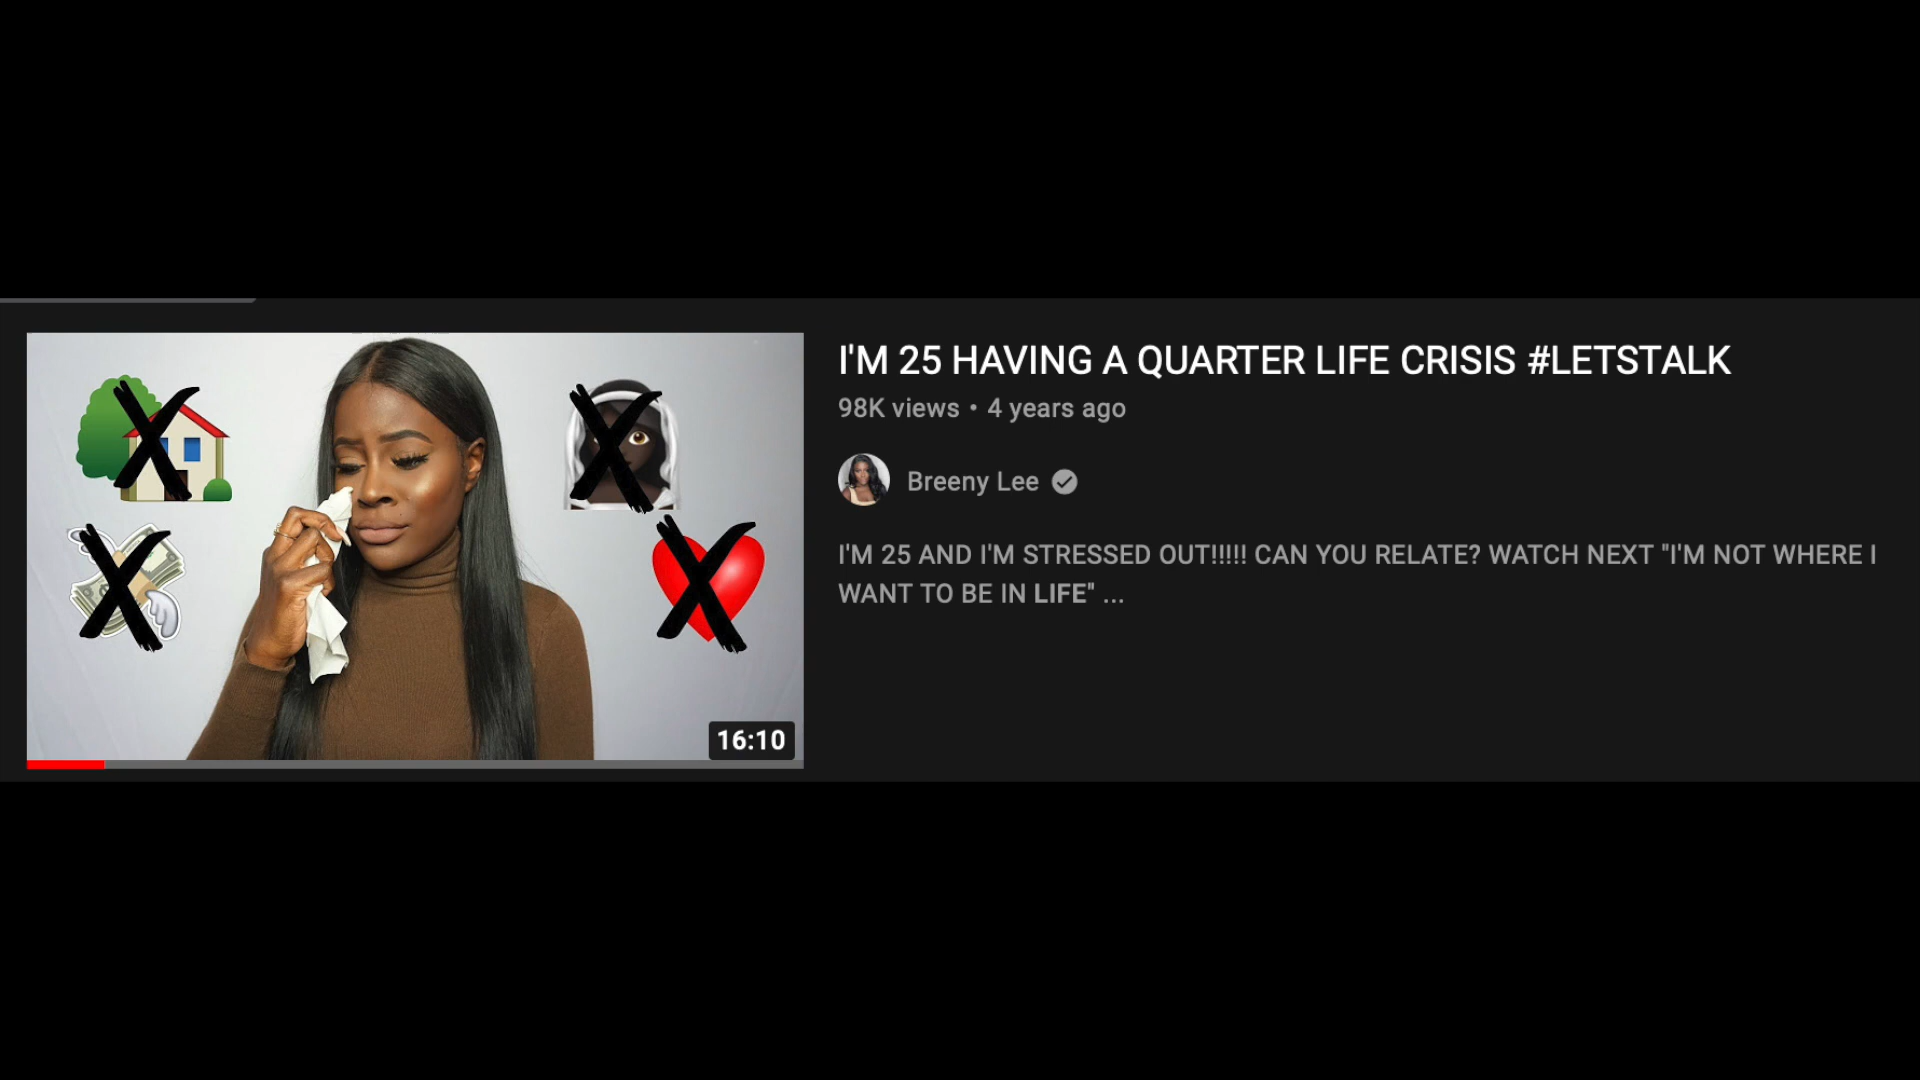 I'M 25 HAVING A QUARTER LIFE CRISIS #LETSTALK
98K views • 4 years ago
Breeny Lee
I'M 25 AND I'M STRESSED OUT!!!!! CAN YOU RELATE? WATCH NEXT "I'M NOT WHERE I
WANT TO BE IN LIFE" ...
16:10